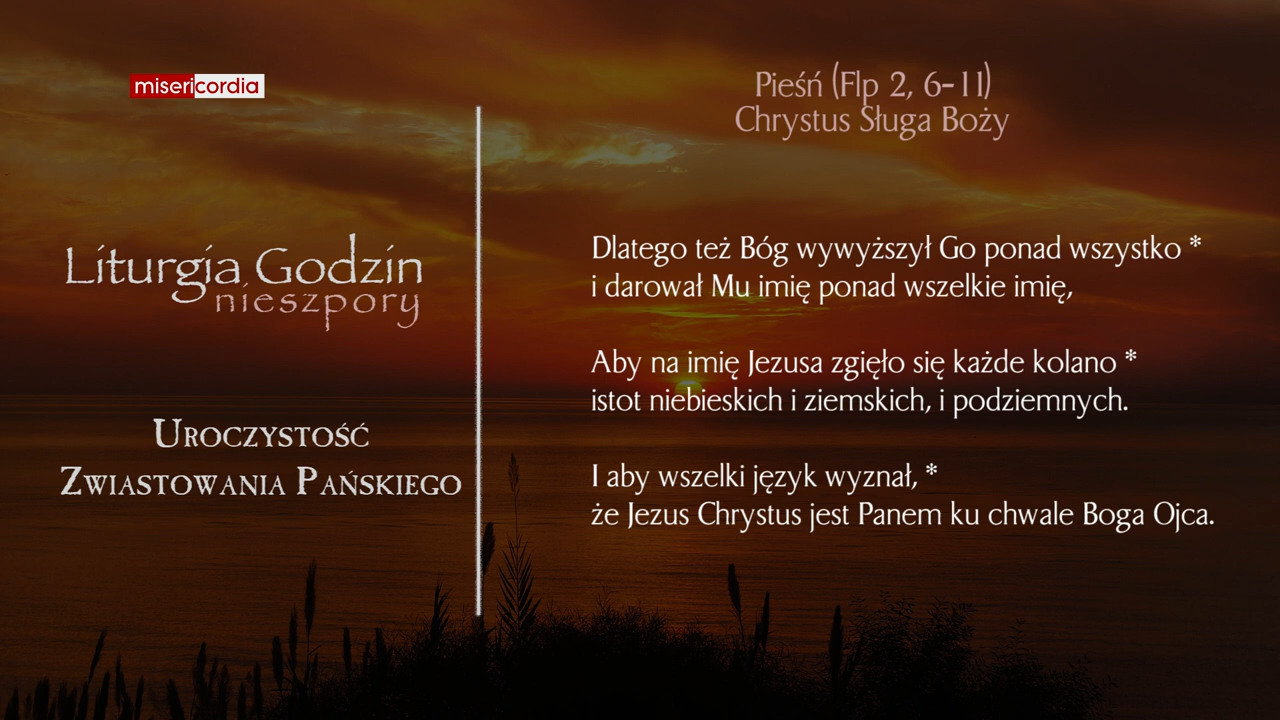 misericordia
Liturgia Godzin
nieszpory
Uroczystość
Zwiastowania Pańskiego
Pieśń (Flp 2, 6-11)
Chrystus Sługa Boży
Dlatego też Bóg wywyższył Go ponad wszystko *
i darował Mu imię ponad wszelkie imię,
Aby na imię Jezusa zgięło się każde kolano *
istot niebieskich i ziemskich, i podziemnych.
I aby wszelki język wyznał, *
że Jezus Chrystus jest Panem ku chwale Boga Ojca.